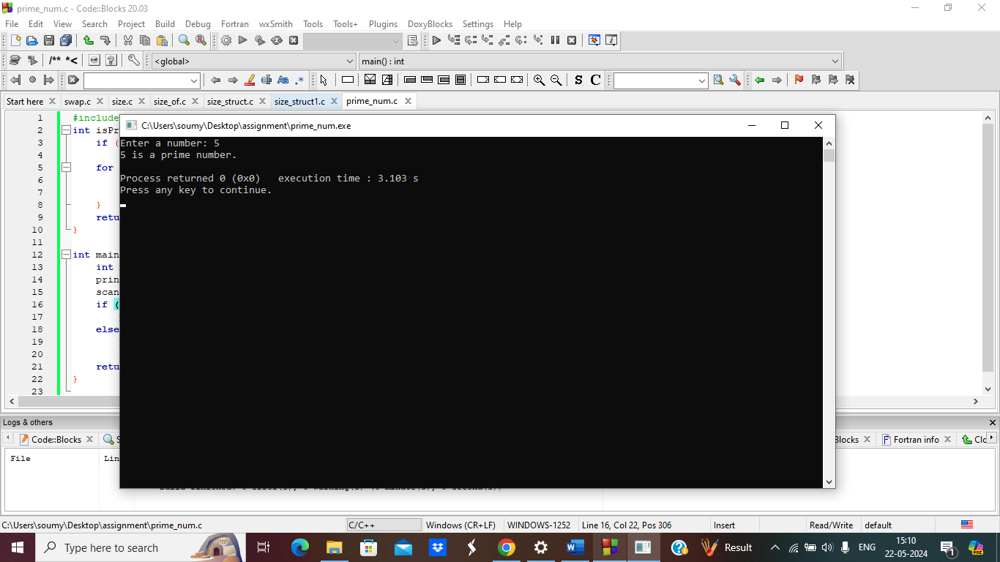 prime_num.c - Code::Blocks 20.03
File Edit View Search Project Build Debug Fortran wxSmith Tools Tools+ Plugins DoxyBlocks Settings Help
/** *<
<global> main() : int
Aa .* S C
Start here swap.c size.c size_of.c size_struct.c size_struct1.c prime_num.c
C:\Users\soumy\Desktop\assignment\prime_num.exe
Enter a number: 5
5 is a prime number.
Process returned 0 (0x0)   execution time : 3.103 s
Press any key to continue.
1 #include
2 int isPr
3 if (
4
5 for
6
7
8 }
9 retu
10 }
11
12 int main
13 int
14 prin
15 scan
16 if (
17
18 else
19
20
21 retu
22 }
23
Logs & others
Code::Blocks S Blocks Fortran info Clo
File Lin
C:\Users\soumy\Desktop\assignment\prime_num.c C/C++ Windows (CR+LF) WINDOWS-1252 Line 16, Col 22, Pos 306 Insert Read/Write default
Type here to search Result ENG 15:10
22-05-2024 1 PRE